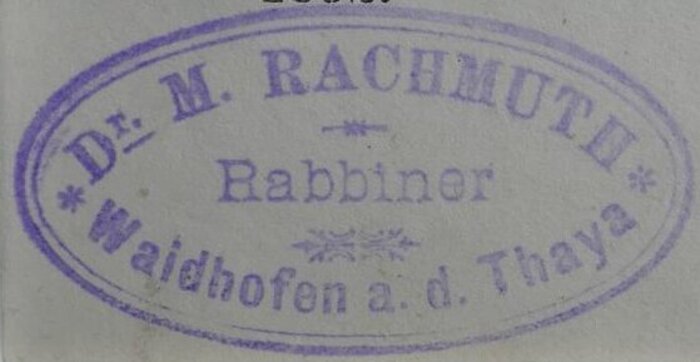 Dr. M. RACHMUTH
Rabbiner
Waidhofen a. d. Thaya